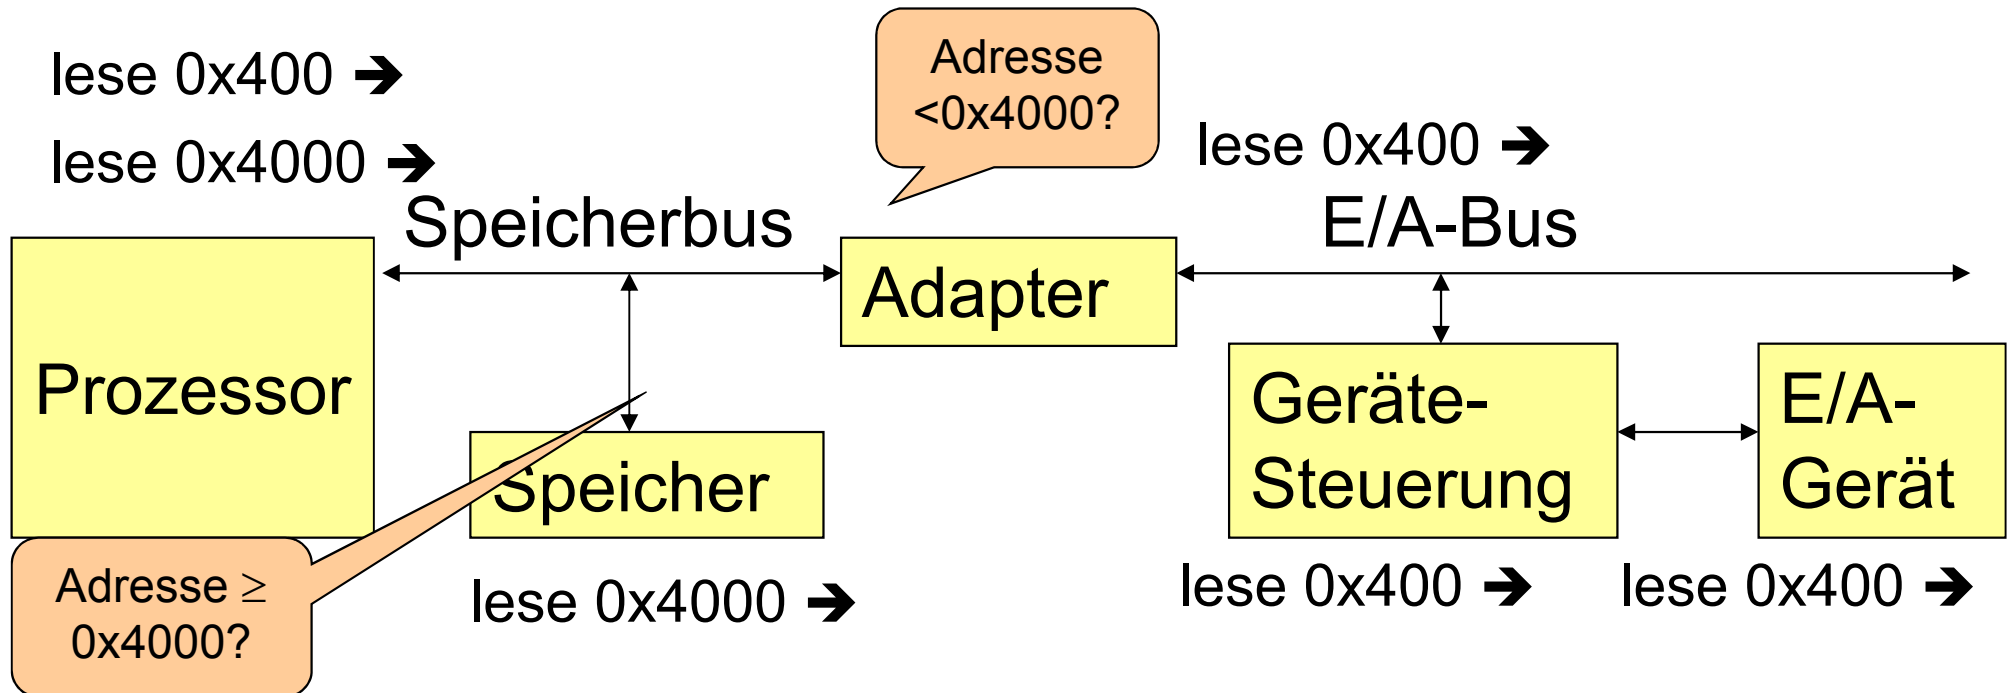 lese 0x400 ➔
lese 0x4000 ➔
Adresse
<0x4000?
lese 0x400 ➔
Speicherbus
E/A-Bus
Prozessor
Adapter
Speicher
Geräte-
Steuerung
E/A-
Gerät
Adresse ≥
0x4000?
lese 0x4000 ➔
lese 0x400 ➔
lese 0x400 ➔